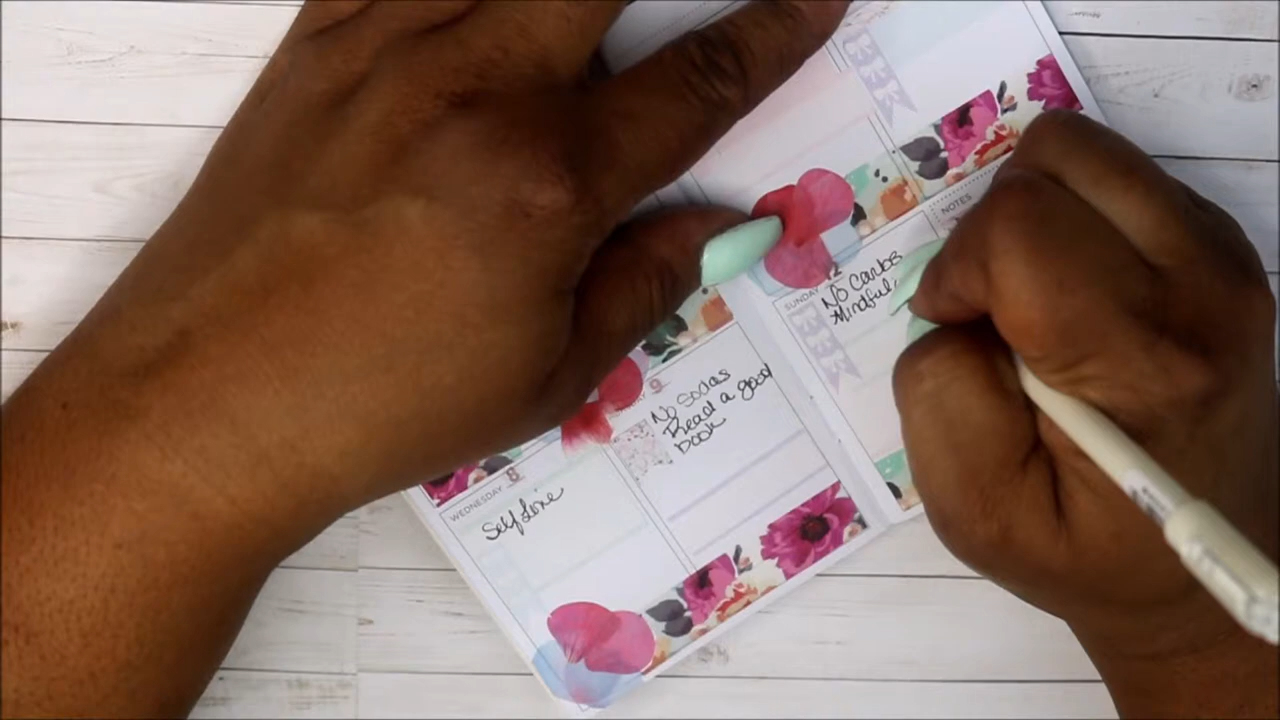 NOTES
SUNDAY 12
No Carbs
Mindful
9
No Sodas
Read a good
book
WEDNESDAY 8
Self Love